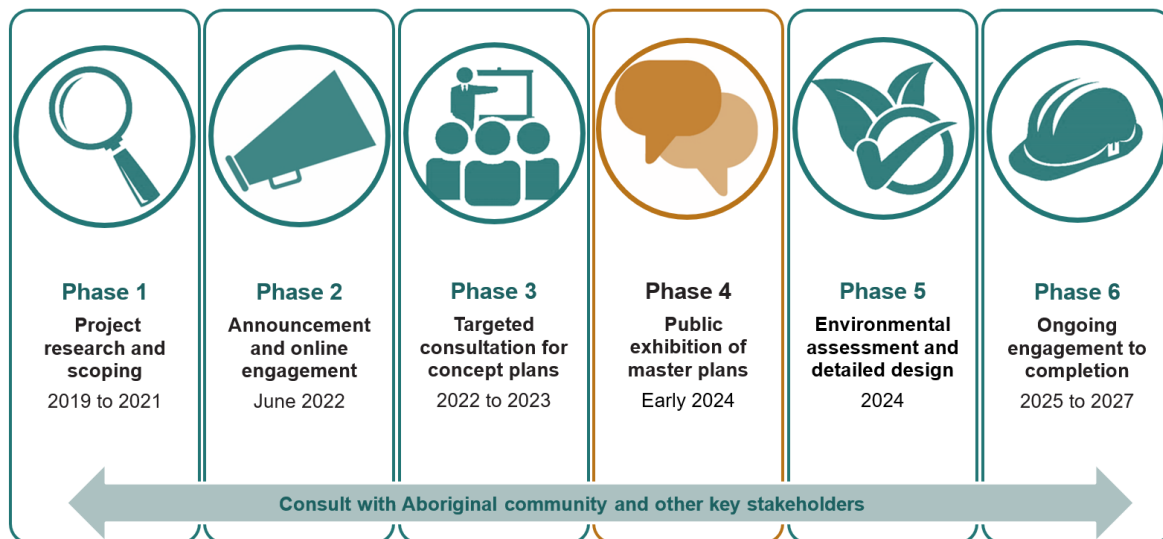 Phase 1
Project
research and
scoping
2019 to 2021
Phase 2
Announcement
and online
engagement
June 2022
Phase 3
Targeted
consultation for
concept plans
2022 to 2023
Phase 4
Public
exhibition of
master plans
Early 2024
Phase 5
Environmental
assessment and
detailed design
2024
Phase 6
Ongoing
engagement to
completion
2025 to 2027
Consult with Aboriginal community and other key stakeholders